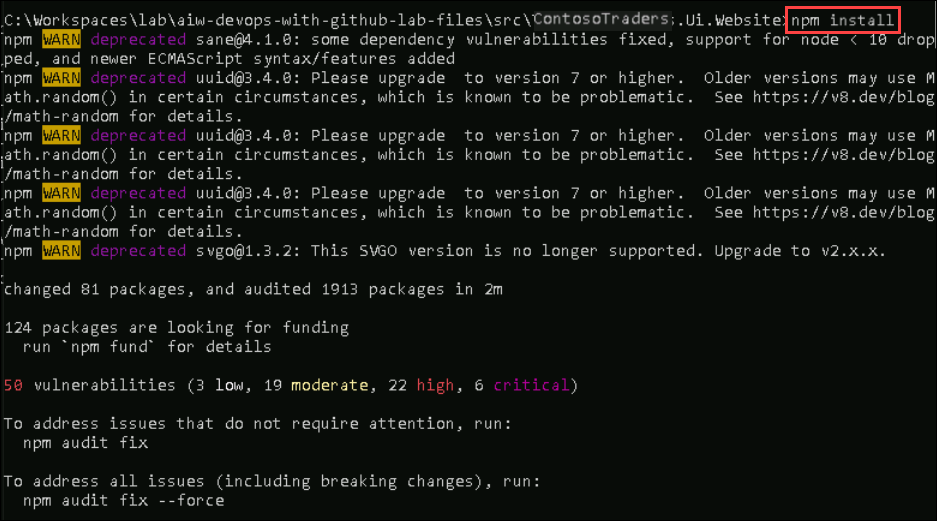 C:\Workspaces\lab\aiw-devops-with-github-lab-files\src\ContosoTraders.Ui.Website>npm install
npm WARN deprecated sane@4.1.0: some dependency vulnerabilities fixed, support for node < 10 drop
ped, and newer ECMAScript syntax/features added
npm WARN deprecated uuid@3.4.0: Please upgrade  to version 7 or higher.  Older versions may use M
ath.random() in certain circumstances, which is known to be problematic.  See https://v8.dev/blog
/math-random for details.
npm WARN deprecated uuid@3.4.0: Please upgrade  to version 7 or higher.  Older versions may use M
ath.random() in certain circumstances, which is known to be problematic.  See https://v8.dev/blog
/math-random for details.
npm WARN deprecated uuid@3.4.0: Please upgrade  to version 7 or higher.  Older versions may use M
ath.random() in certain circumstances, which is known to be problematic.  See https://v8.dev/blog
/math-random for details.
npm WARN deprecated svgo@1.3.2: This SVGO version is no longer supported. Upgrade to v2.x.x.
changed 81 packages, and audited 1913 packages in 2m
124 packages are looking for funding
run `npm fund` for details
50 vulnerabilities (3 low, 19 moderate, 22 high, 6 critical)
To address issues that do not require attention, run:
npm audit fix
To address all issues (including breaking changes), run:
npm audit fix --force